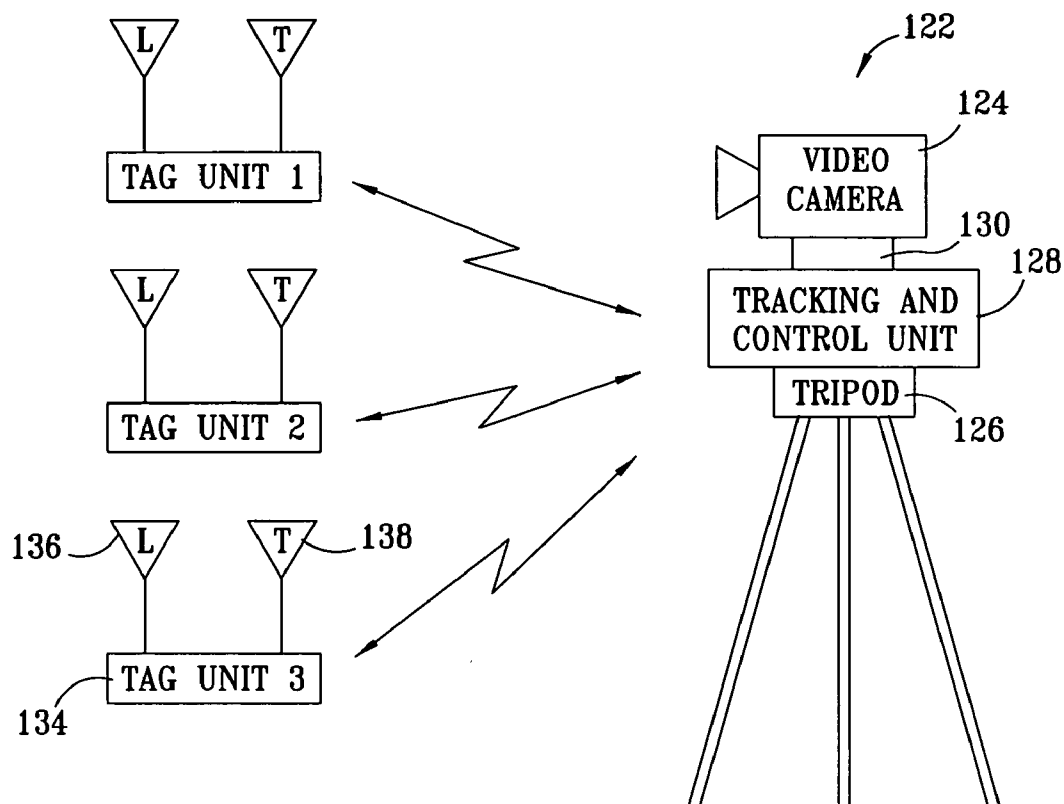 L T
TAG UNIT 1
122
124
VIDEO
CAMERA
130
128
TRACKING AND
CONTROL UNIT
L T
TAG UNIT 2
TRIPOD
126
136 L T 138
TAG UNIT 3
134